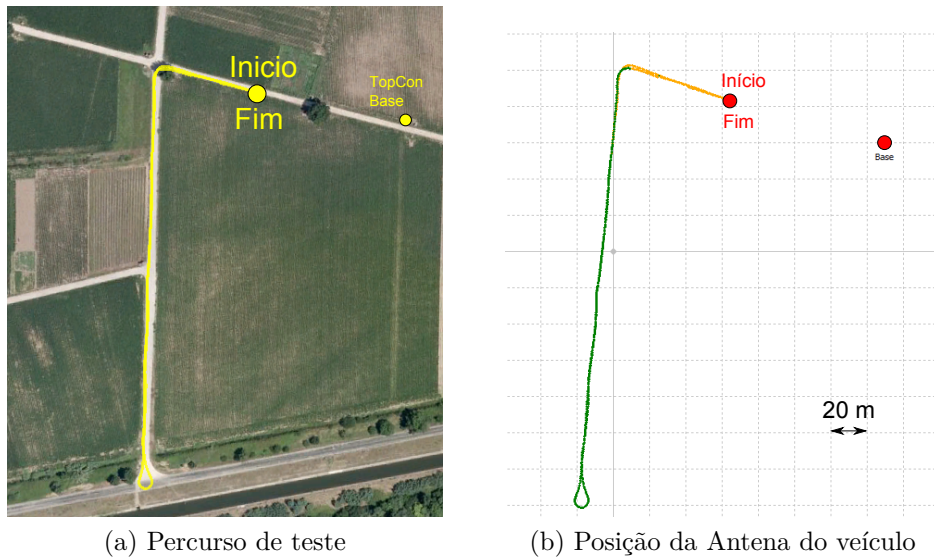 Inicio
Fim
TopCon
Base
Início
Fim
Base
20 m
(a) Percurso de teste
(b) Posição da Antena do veículo